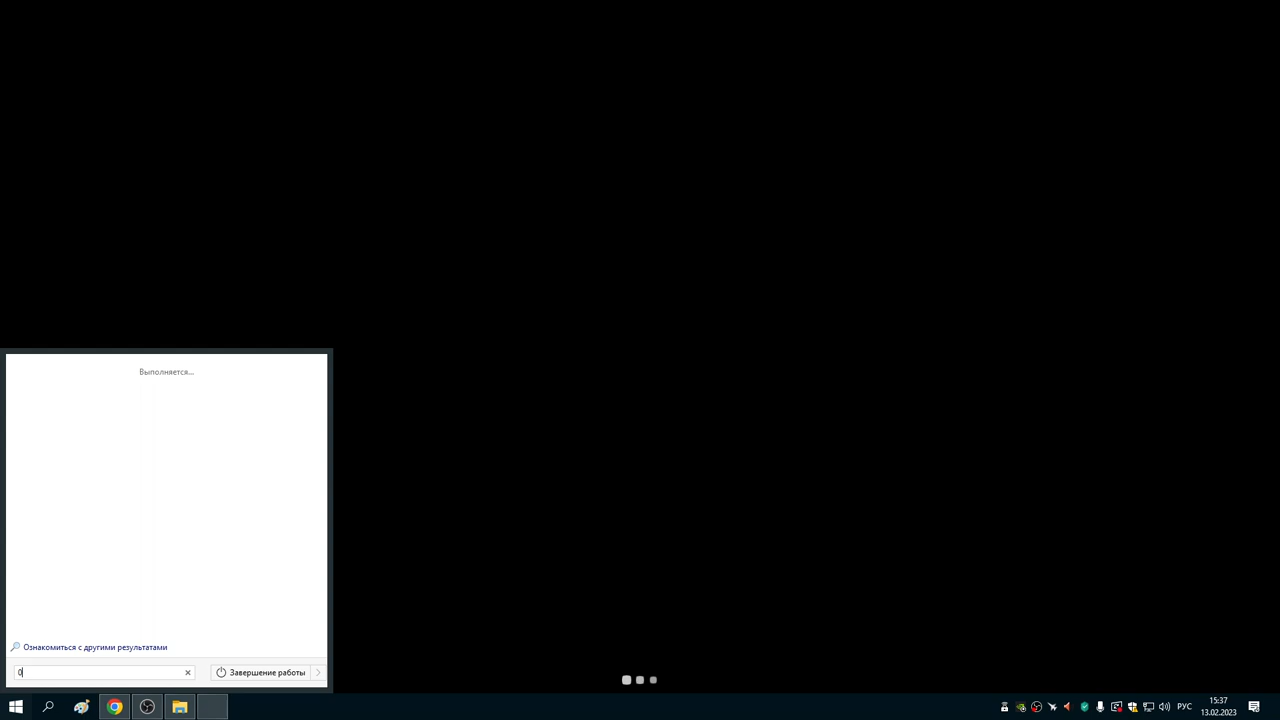 Выполняется...
Ознакомиться с другими результатами
0
Завершение работы
РУС
15:37
13.02.2023